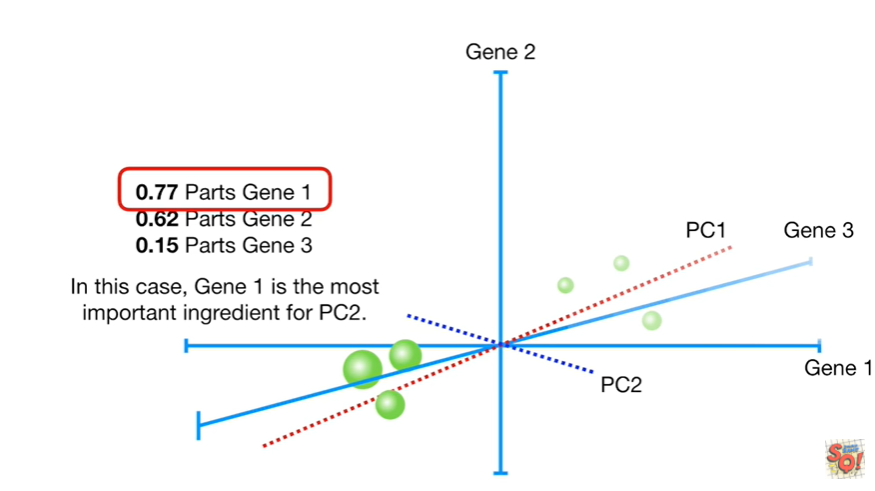 Gene 2
0.77 Parts Gene 1
0.62 Parts Gene 2
0.15 Parts Gene 3
PC1
Gene 3
In this case, Gene 1 is the most
important ingredient for PC2.
Gene 1
PC2
SQ!